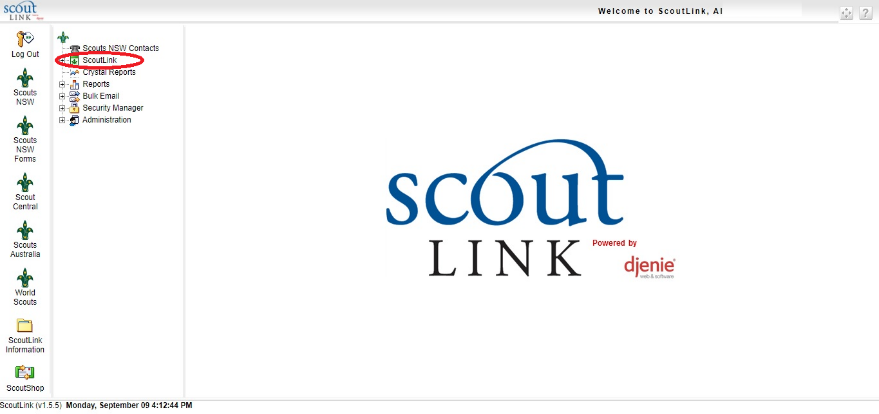 scout
LINK
Welcome to ScoutLink, Al
Log Out
Scouts
NSW
Scouts
NSW
Forms
Scout
Central
Scouts
Australia
World
Scouts
ScoutLink
Information
ScoutShop
Scouts NSW Contacts
ScoutLink
Crystal Reports
Reports
Bulk Email
Security Manager
Administration
scout
LINK
Powered by
djenie
web & software
ScoutLink (v1.5.5) Monday, September 09 4:12:44 PM